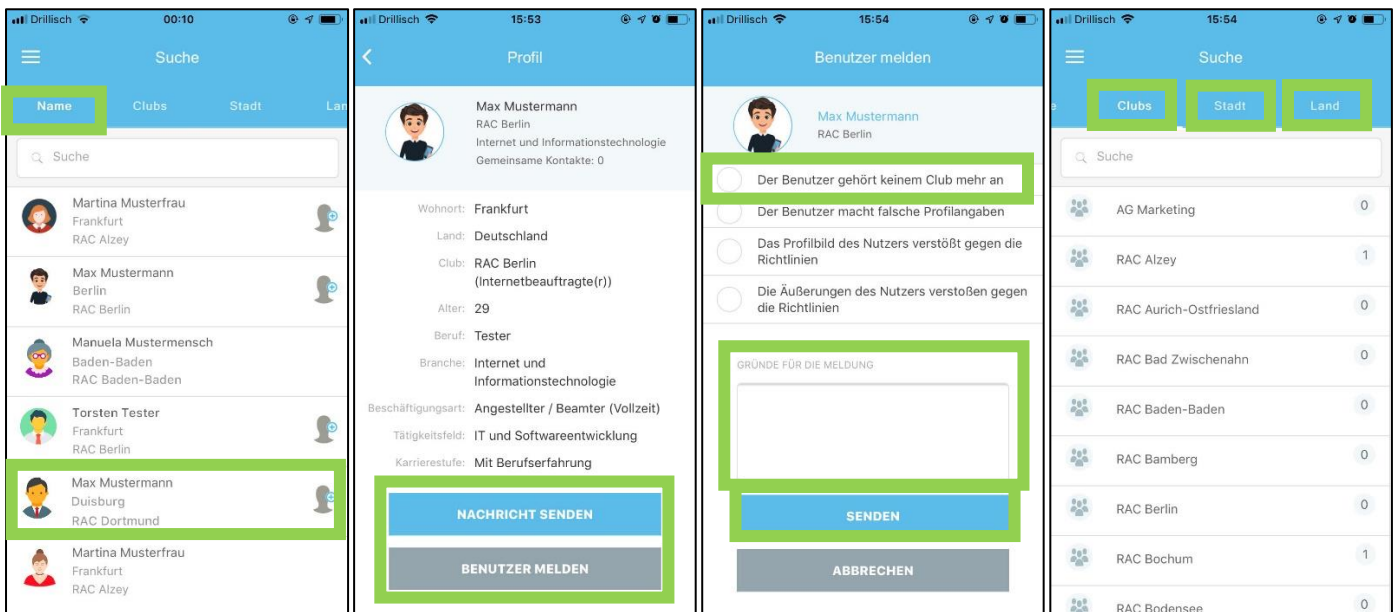 Drillisch 00:10
Suche
Name Clubs Stadt Lan
Suche
Martina Musterfrau
Frankfurt
RAC Alzey
Max Mustermann
Berlin
RAC Berlin
Manuela Mustermensch
Baden-Baden
RAC Baden-Baden
Torsten Tester
Frankfurt
RAC Berlin
Max Mustermann
Duisburg
RAC Dortmund
Martina Musterfrau
Frankfurt
RAC Alzey
Drillisch 15:53
Profil
Max Mustermann
RAC Berlin
Internet und Informationstechnologie
Gemeinsame Kontakte: 0
Wohnort: Frankfurt
Land: Deutschland
Club: RAC Berlin
(Internetbeauftragte(r))
Alter: 29
Beruf: Tester
Branche: Internet und
Informationstechnologie
Beschäftigungsart: Angestellter / Beamter (Vollzeit)
Tätigkeitsfeld: IT und Softwareentwicklung
Karrierestufe: Mit Berufserfahrung
NACHRICHT SENDEN
BENUTZER MELDEN
Drillisch 15:54
Benutzer melden
Max Mustermann
RAC Berlin
Der Benutzer gehört keinem Club mehr an
Der Benutzer macht falsche Profilangaben
Das Profilbild des Nutzers verstößt gegen die
Richtlinien
Die Äußerungen des Nutzers verstoßen gegen
die Richtlinien
GRÜNDE FÜR DIE MELDUNG
SENDEN
ABBRECHEN
Drillisch 15:54
Suche
e Clubs Stadt Land
Suche
AG Marketing 0
RAC Alzey 1
RAC Aurich-Ostfriesland 0
RAC Bad Zwischenahn 0
RAC Baden-Baden 0
RAC Bamberg 0
RAC Berlin 0
RAC Bochum 1
RAC Bodensee 0